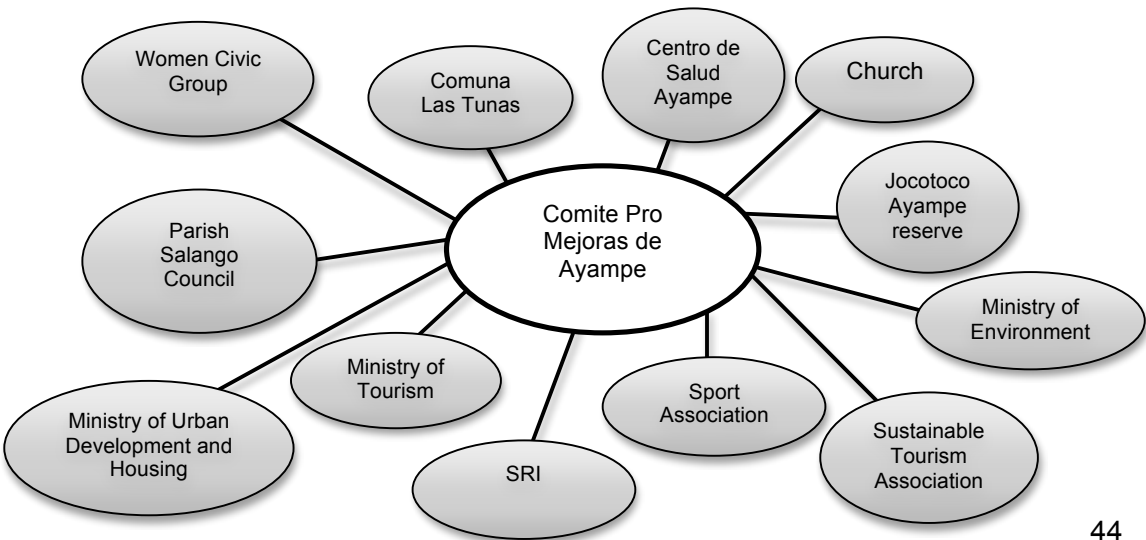 Women Civic
Group
Comuna
Las Tunas
Centro de
Salud
Ayampe
Church
Jocotoco
Ayampe
reserve
Comite Pro
Mejoras de
Ayampe
Parish
Salango
Council
Ministry of
Environment
Ministry of
Tourism
Sport
Association
Ministry of Urban
Development and
Housing
SRI
Sustainable
Tourism
Association
44